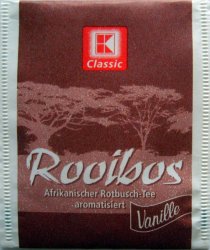 K
Classic
Rooibos
Afrikanischer Rotbusch-Tee
aromatisiert
Vanille